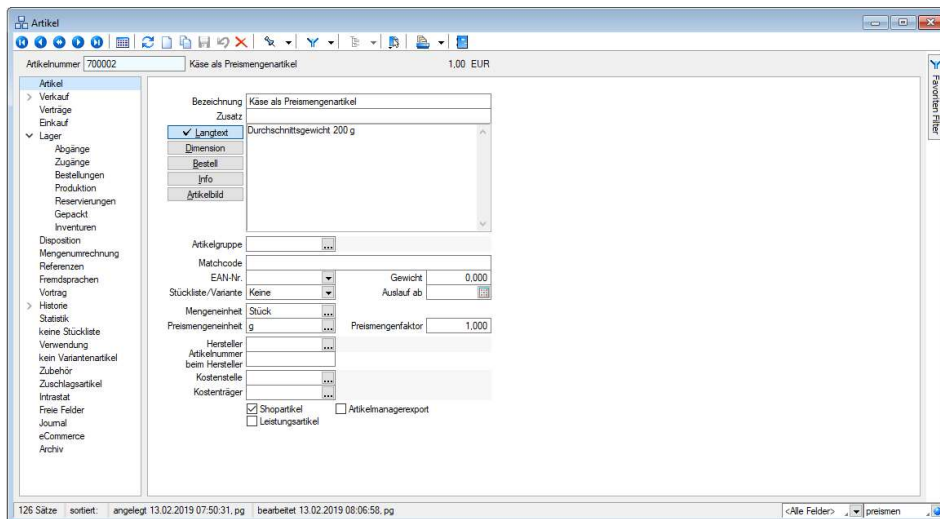 Artikel
Artikelnummer 700002 Käse als Preismengenartikel 1,00 EUR
Artikel
Verkauf
Verträge
Einkauf
Lager
Abgänge
Zugänge
Bestellungen
Produktion
Reservierungen
Gepackt
Inventuren
Disposition
Mengenumrechnung
Referenzen
Fremdsprachen
Vortrag
Historie
Statistik
keine Stückliste
Verwendung
kein Variantenartikel
Zubehör
Zuschlagsartikel
Intrastat
Freie Felder
Journal
eCommerce
Archiv
Bezeichnung Käse als Preismengenartikel
Zusatz
Langtext Durchschnittsgewicht 200 g
Dimension
Bestell
Info
Artikelbild
Artikelgruppe ...
Matchcode
EAN-Nr. Gewicht 0,000
Stückliste/Variante Keine Auslauf ab
Mengeneinheit Stück ...
Preismengeneinheit g ... Preismengenfaktor 1,000
Hersteller ...
Artikelnummer
beim Hersteller
Kostenstelle ...
Kostenträger ...
Shopartikel Artikelmanagerexport
Leistungsartikel
Favoriten Filter
126 Sätze sortiert: angelegt 13.02.2019 07:50:31, pg bearbeitet 13.02.2019 08:06:58, pg <Alle Felder> preismen